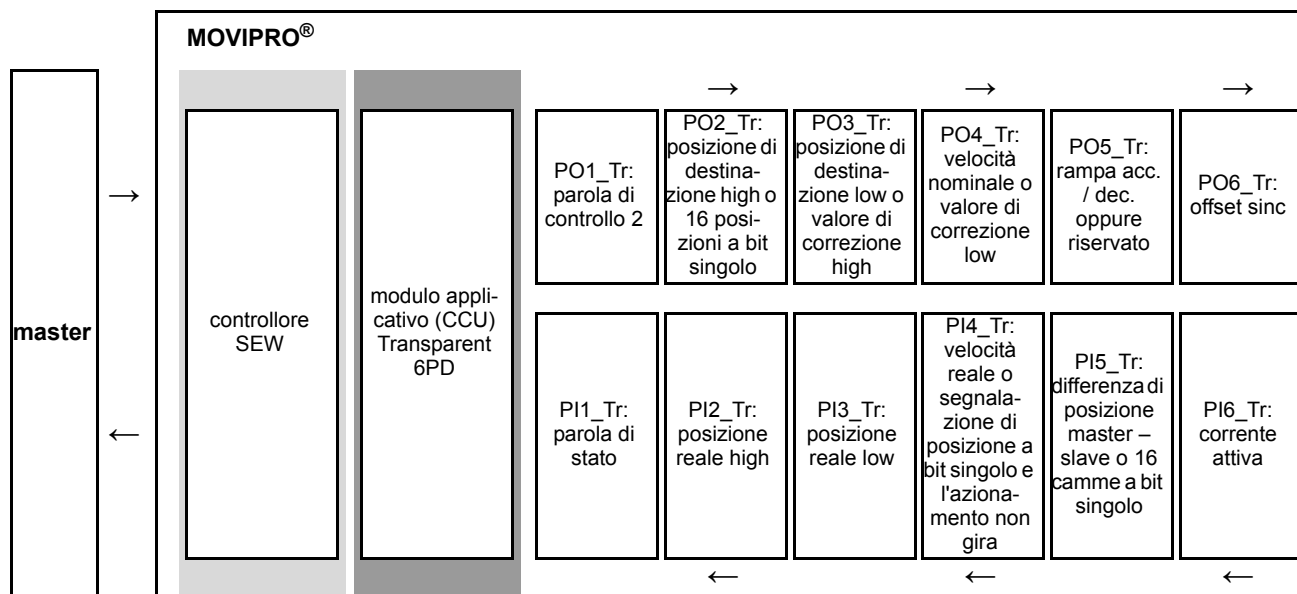 MOVIPRO®
master
controllore
SEW
modulo appli-
cativo (CCU)
Transparent
6PD
PO1_Tr:
parola di
controllo 2
PO2_Tr:
posizione di
destina-
zione high o
16 posi-
zioni a bit
singolo
PO3_Tr:
posizione di
destina-
zione low o
valore di
correzione
high
PO4_Tr:
velocità
nominale o
valore di
correzione
low
PO5_Tr:
rampa acc.
/ dec.
oppure
riservato
PO6_Tr:
offset sinc
PI1_Tr:
parola di
stato
PI2_Tr:
posizione
reale high
PI3_Tr:
posizione
reale low
PI4_Tr:
velocità
reale o
segnala-
zione di
posizione a
bit singolo e
l'aziona-
mento non
gira
PI5_Tr:
differenza di
posizione
master –
slave o 16
camme a bit
singolo
PI6_Tr:
corrente
attiva